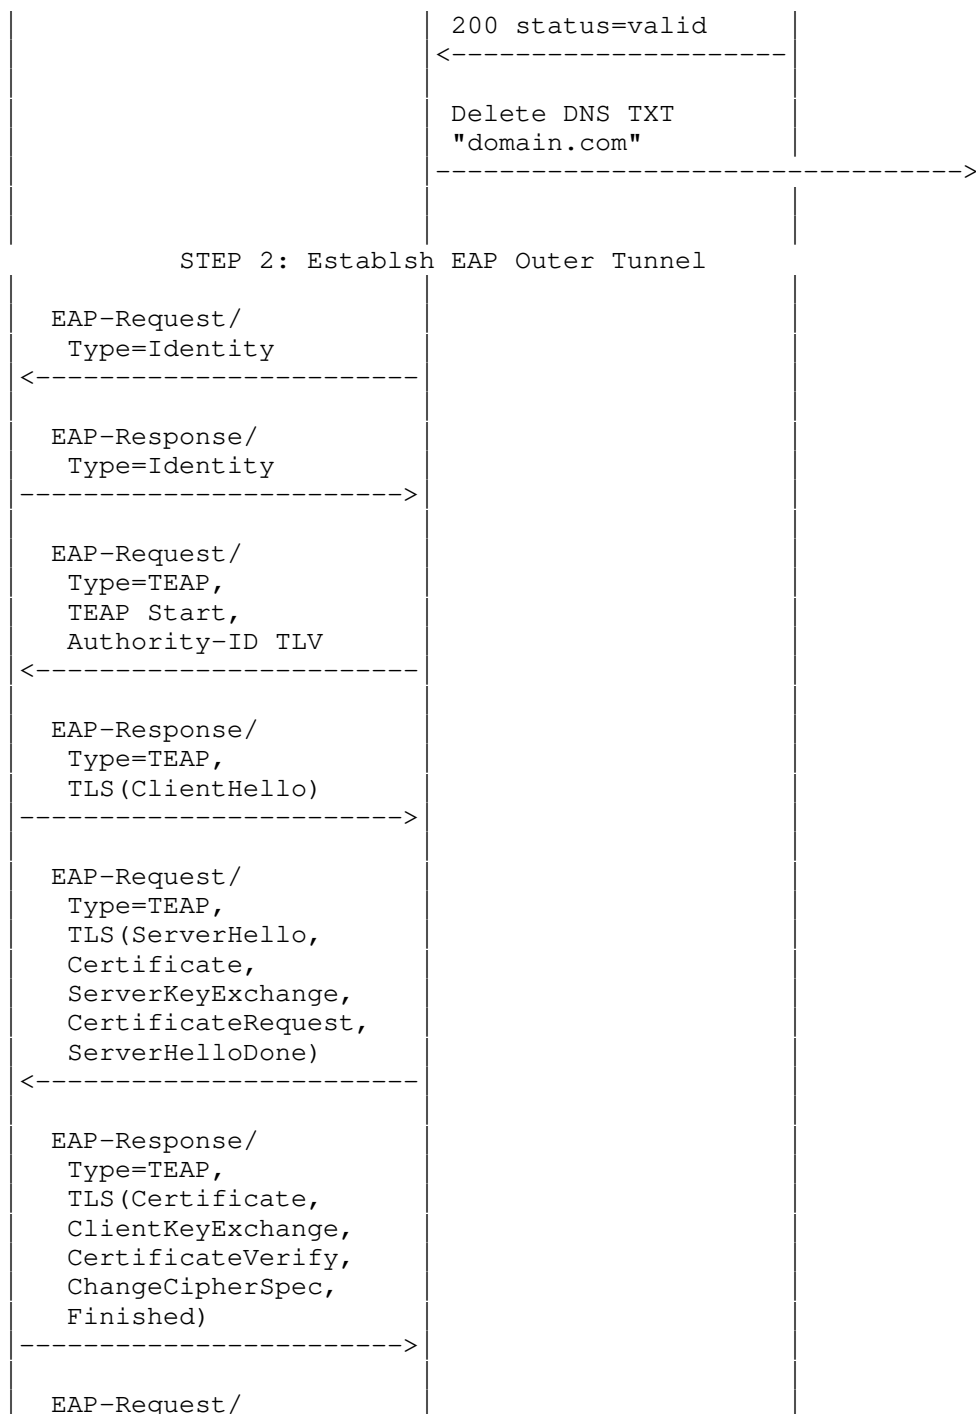 200 status=valid
Delete DNS TXT
"domain.com"
STEP 2: Establsh EAP Outer Tunnel
EAP-Request/
Type=Identity
EAP-Response/
Type=Identity
EAP-Request/
Type=TEAP,
TEAP Start,
Authority-ID TLV
EAP-Response/
Type=TEAP,
TLS(ClientHello)
EAP-Request/
Type=TEAP,
TLS(ServerHello,
Certificate,
ServerKeyExchange,
CertificateRequest,
ServerHelloDone)
EAP-Response/
Type=TEAP,
TLS(Certificate,
ClientKeyExchange,
CertificateVerify,
ChangeCipherSpec,
Finished)
EAP-Request/